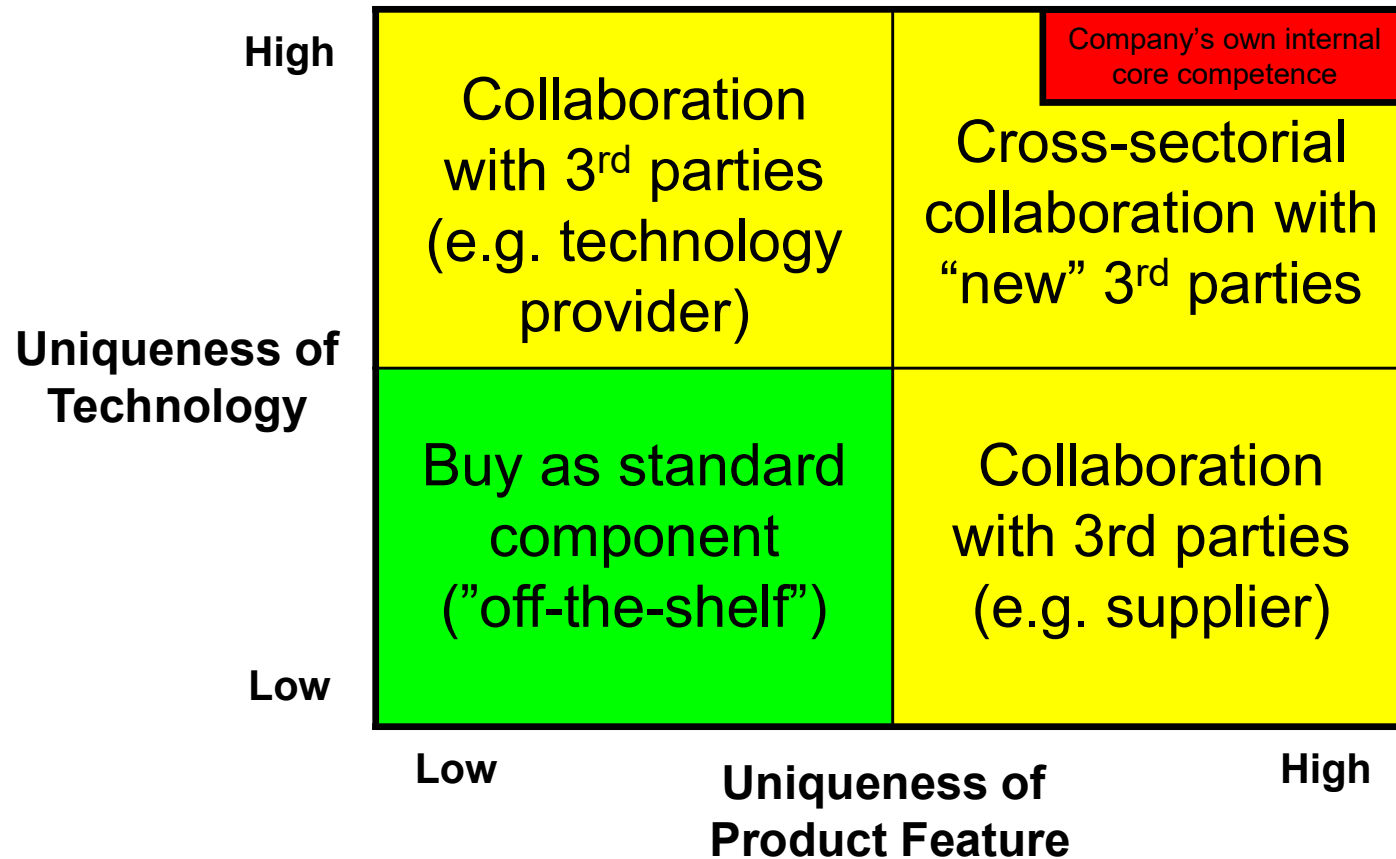 High
Collaboration
with 3rd parties
(e.g. technology
provider)
Company’s own internal
core competence
Cross-sectorial
collaboration with
“new” 3rd parties
Uniqueness of
Technology
Buy as standard
component
(”off-the-shelf”)
Collaboration
with 3rd parties
(e.g. supplier)
Low
Low
Uniqueness of
Product Feature
High